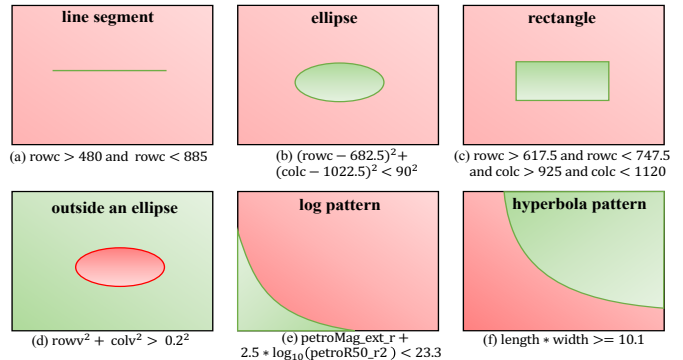 line segment
ellipse
rectangle
(a) rowc > 480 and rowc < 885
(b) (rowc − 682.5)² +
(colc − 1022.5)² < 90²
(c) rowc > 617.5 and rowc < 747.5
and colc > 925 and colc < 1120
outside an ellipse
log pattern
hyperbola pattern
(d) rowv² + colv² > 0.2²
(e) petroMag_ext_r +
2.5 * log₁₀(petroR50_r2 ) < 23.3
(f) length * width >= 10.1